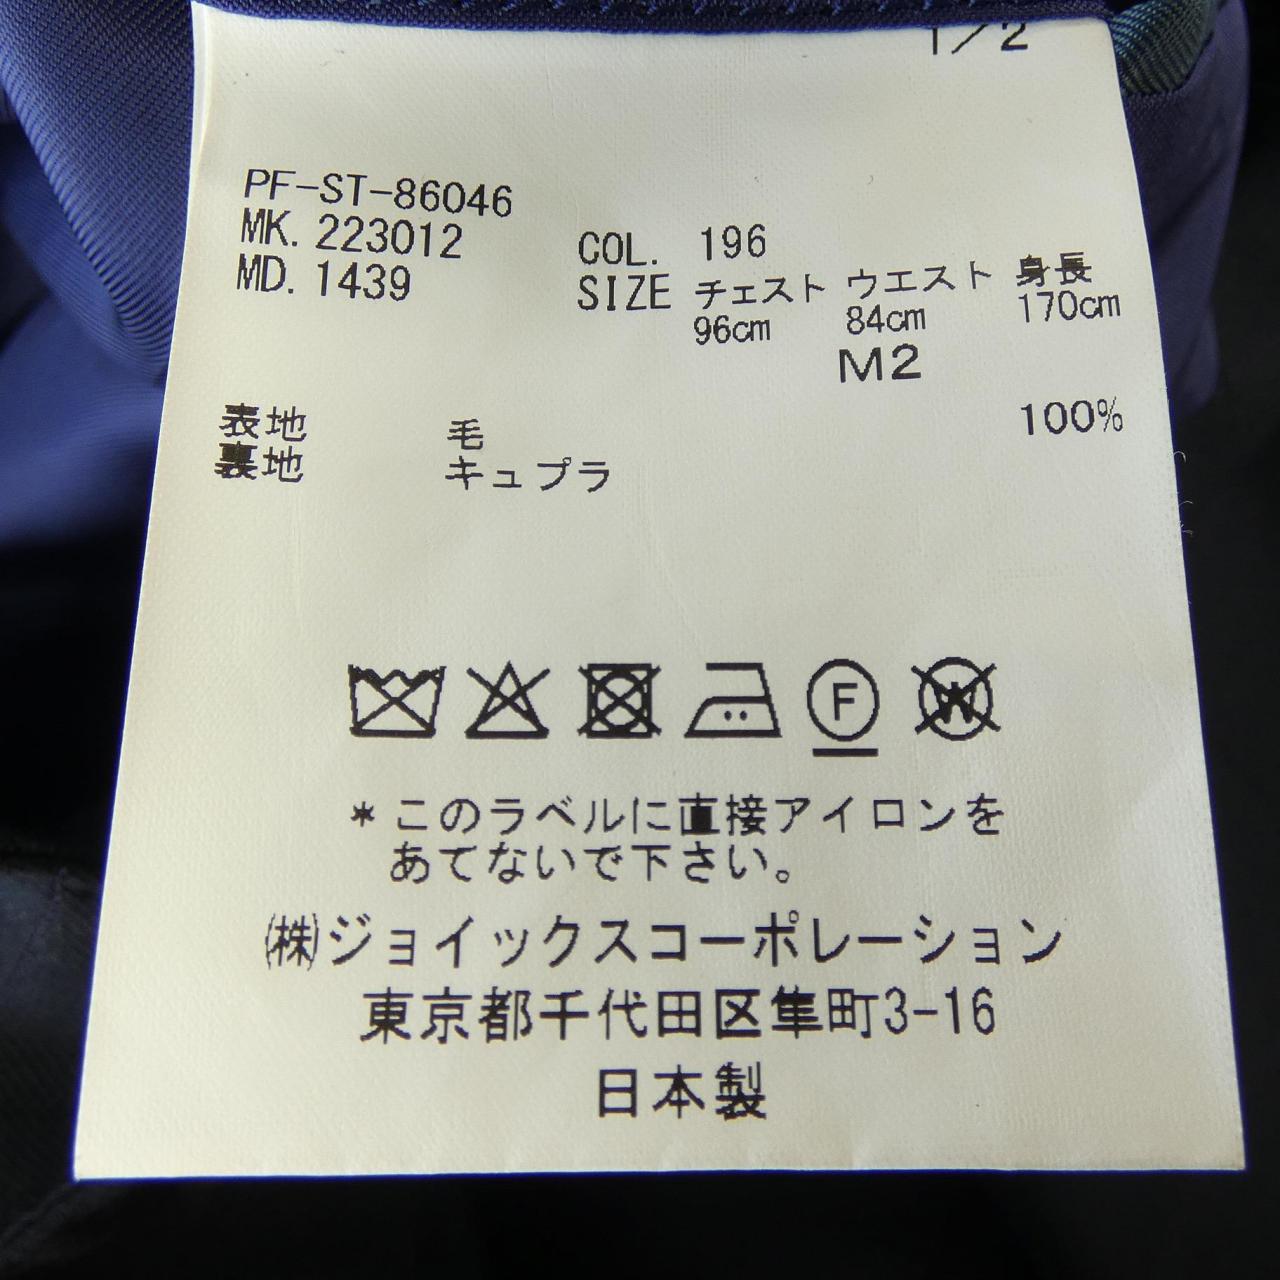 1/2
PF-ST-86046
MK. 223012
MD. 1439
COL. 196
SIZE チェスト ウエスト 身長
96cm 84cm 170cm
M2
表地 毛 100%
裏地 キュプラ
F
W
*このラベルに直接アイロンを
あてないで下さい。
㈱ジョイックスコーポレーション
東京都千代田区隼町3-16
日本製